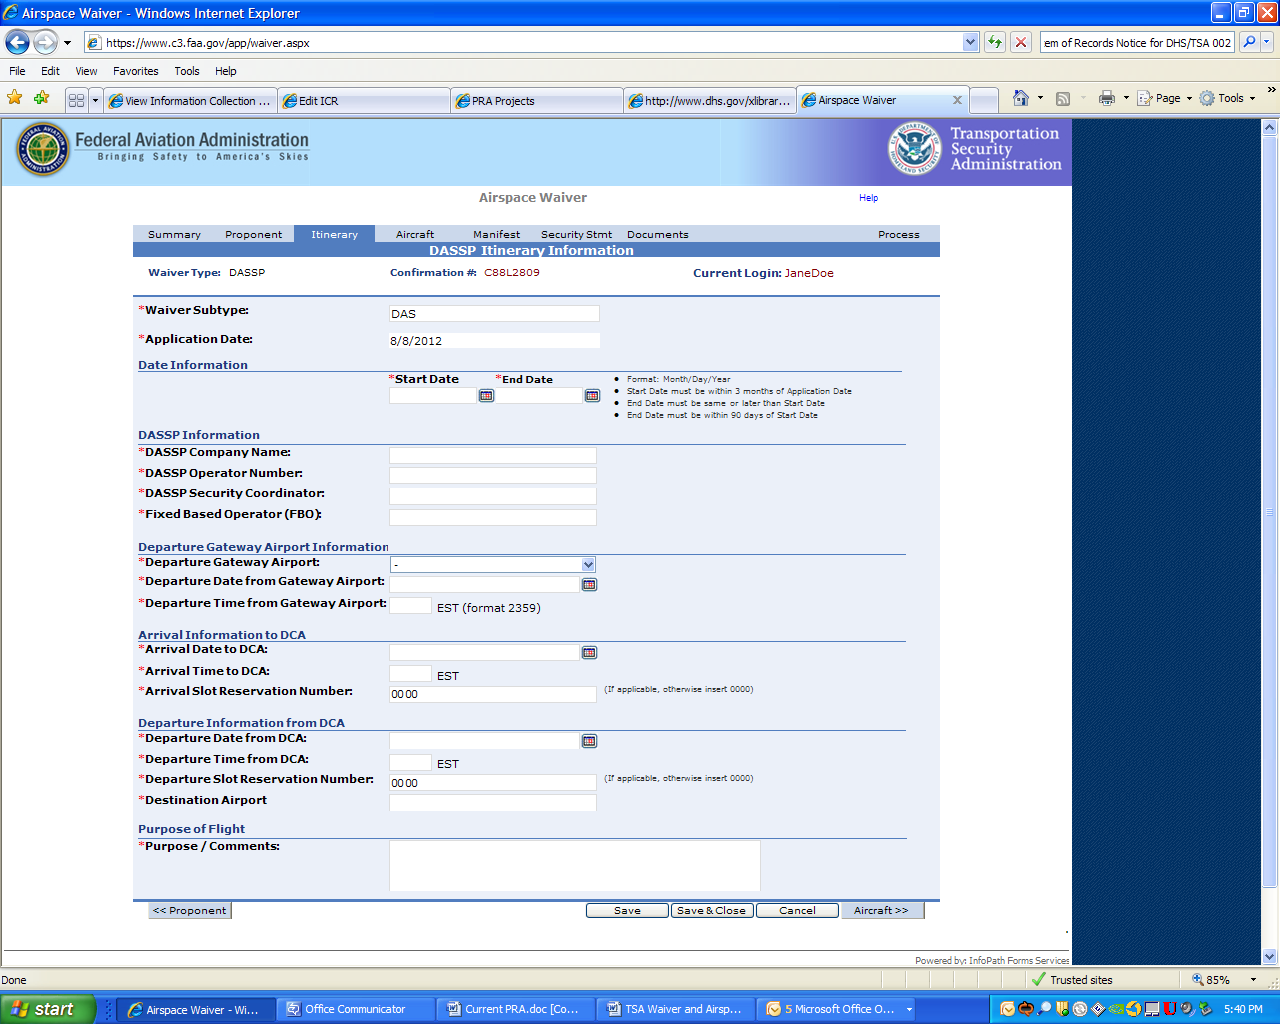 Airspace Waiver - Windows Internet Explorer
https://www.c3.faa.gov/app/waiver.aspx
em of Records Notice for DHS/TSA 002
File Edit View Favorites Tools Help
View Information Collection ...
Edit ICR
PRA Projects
http://www.dhs.gov/xlibrar...
Airspace Waiver
Page
Tools
Federal Aviation Administration
Bringing Safety to America's Skies
Transportation
Security
Administration
Airspace Waiver
Help
Summary Proponent Itinerary Aircraft Manifest Security Stmt Documents Process
DASSP Itinerary Information
Waiver Type: DASSP Confirmation #: C88L2809 Current Login: JaneDoe
*Waiver Subtype: DAS
*Application Date: 8/8/2012
Date Information
*Start Date *End Date
• Format: Month/Day/Year
• Start Date must be within 3 months of Application Date
• End Date must be same or later than Start Date
• End Date must be within 90 days of Start Date
DASSP Information
*DASSP Company Name:
*DASSP Operator Number:
*DASSP Security Coordinator:
*Fixed Based Operator (FBO):
Departure Gateway Airport Information
*Departure Gateway Airport: -
*Departure Date from Gateway Airport:
*Departure Time from Gateway Airport: EST (format 2359)
Arrival Information to DCA
*Arrival Date to DCA:
*Arrival Time to DCA: EST
*Arrival Slot Reservation Number: 0000 (If applicable, otherwise insert 0000)
Departure Information from DCA
*Departure Date from DCA:
*Departure Time from DCA: EST
*Departure Slot Reservation Number: 0000 (If applicable, otherwise insert 0000)
*Destination Airport
Purpose of Flight
*Purpose / Comments:
<< Proponent Save Save & Close Cancel Aircraft >>
Powered by: InfoPath Forms Services
Done Trusted sites 85%
start Airspace Waiver - Wi... Office Communicator Current PRA.doc [Co... TSA Waiver and Airsp... 5 Microsoft Office O... 5:40 PM